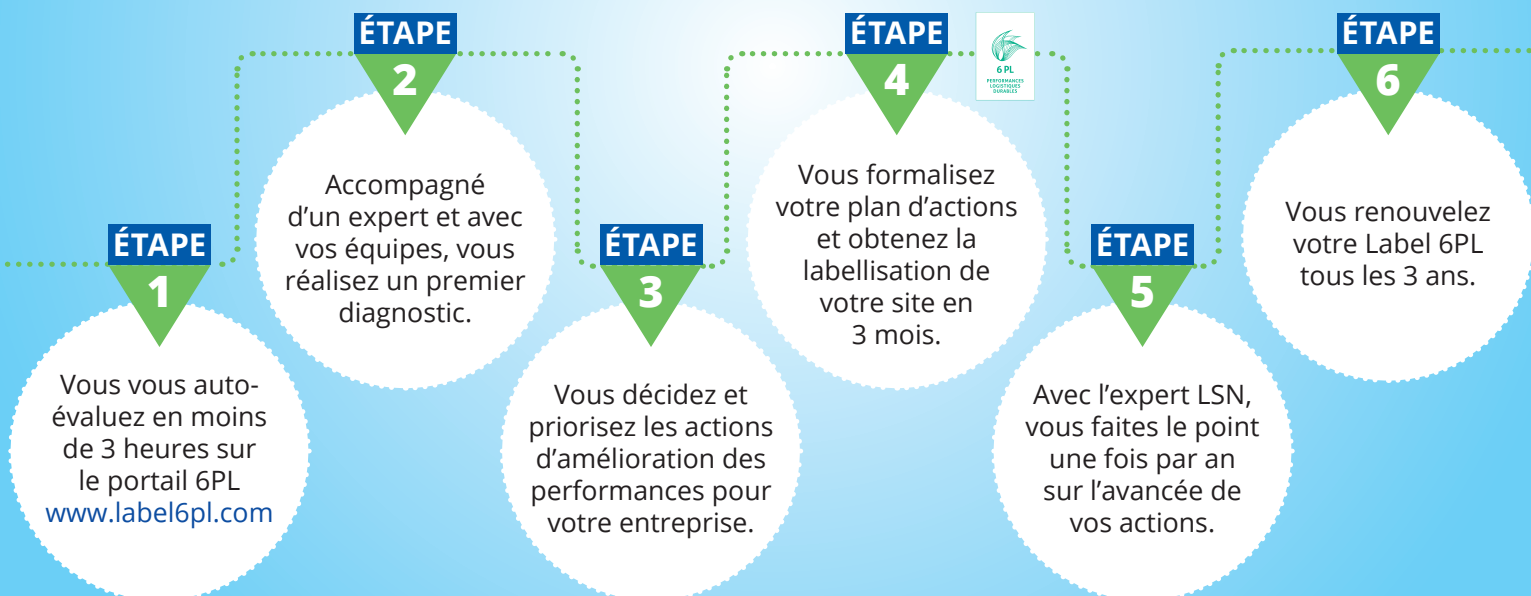 ÉTAPE
1
Vous vous auto-
évaluez en moins
de 3 heures sur
le portail 6PL
www.label6pl.com
ÉTAPE
2
Accompagné
d'un expert et avec
vos équipes, vous
réalisez un premier
diagnostic.
ÉTAPE
3
Vous décidez et
priorisez les actions
d'amélioration des
performances pour
votre entreprise.
ÉTAPE
4
6 PL
PERFORMANCES
LOGISTIQUES
DURABLES
Vous formalisez
votre plan d'actions
et obtenez la
labellisation de
votre site en
3 mois.
ÉTAPE
5
Avec l’expert LSN,
vous faites le point
une fois par an
sur l’avancée de
vos actions.
ÉTAPE
6
Vous renouvelez
votre Label 6PL
tous les 3 ans.